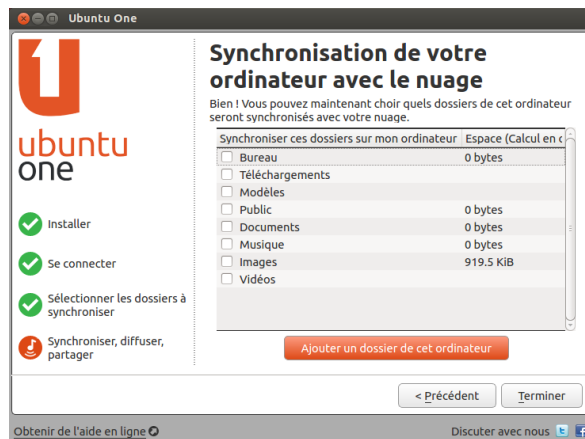 Ubuntu One
Synchronisation de votre
ordinateur avec le nuage
Bien ! Vous pouvez maintenant choir quels dossiers de cet ordinateur
seront synchronisés avec votre nuage.
Synchroniser ces dossiers sur mon ordinateur Espace (Calcul en c
Bureau 0 bytes
Téléchargements
Modèles
Public 0 bytes
Documents 0 bytes
Musique 0 bytes
Images 919.5 KiB
Vidéos
Ajouter un dossier de cet ordinateur
ubuntu
one
Installer
Se connecter
Sélectionner les dossiers à
synchroniser
Synchroniser, diffuser,
partager
< Précédent Terminer
Obtenir de l'aide en ligne Discuter avec nous